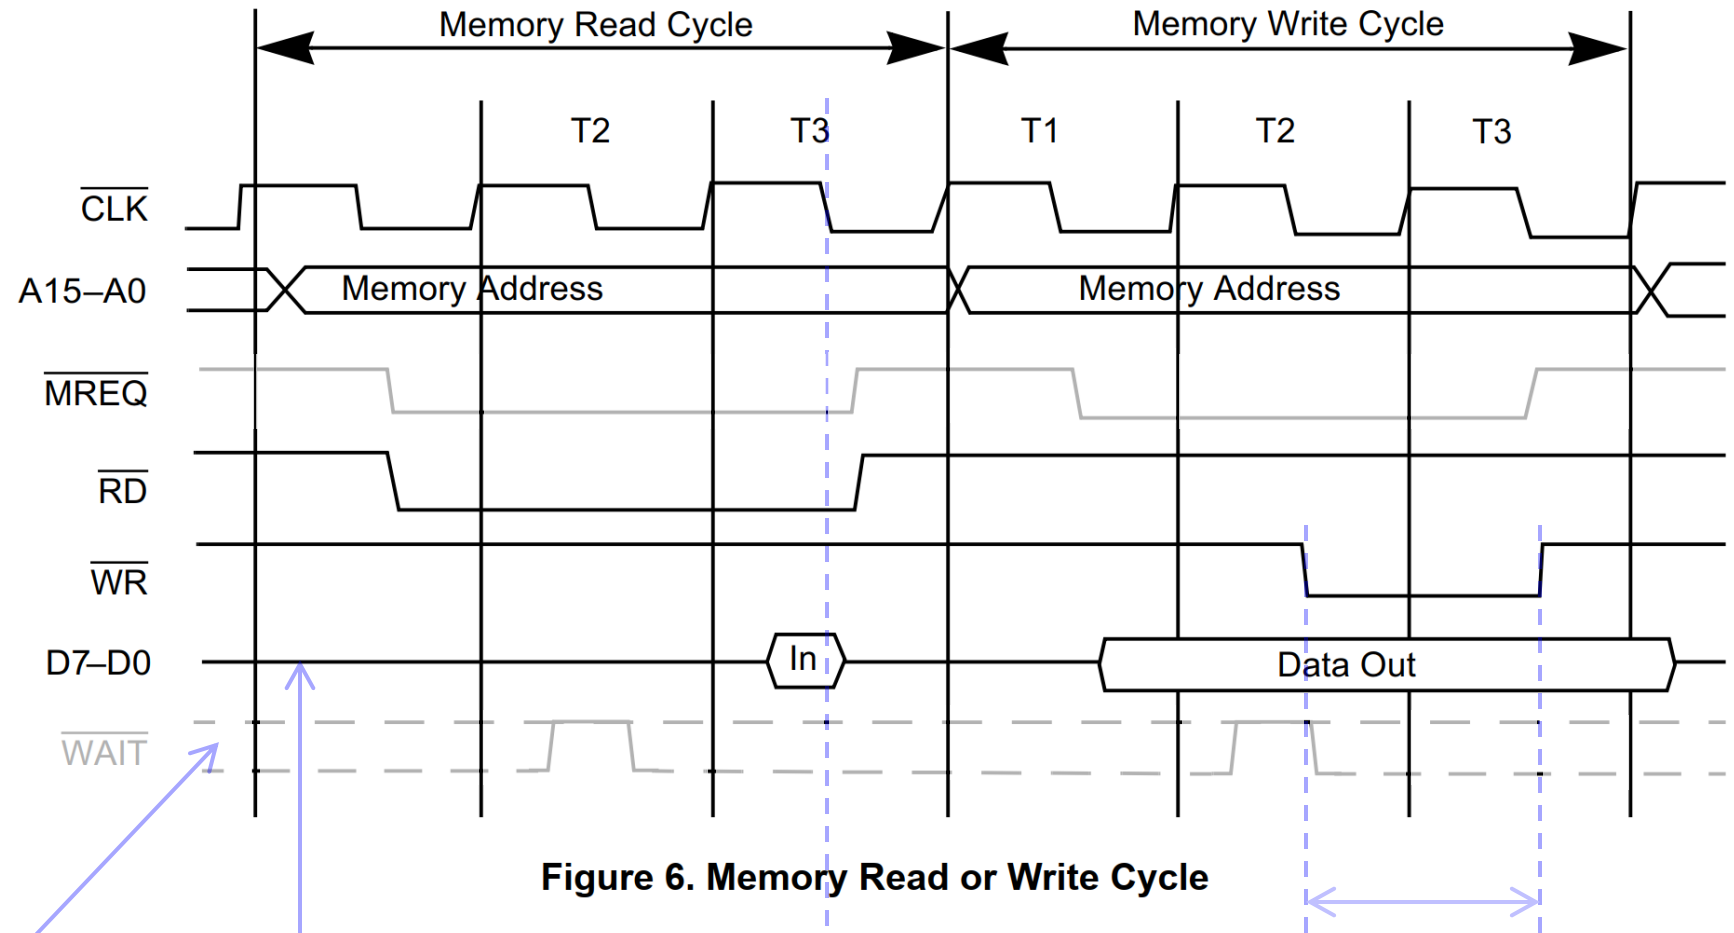 Memory Read Cycle
Memory Write Cycle
T2
T3
T1
T2
T3
CLK
A15–A0
Memory Address
Memory Address
MREQ
RD
WR
D7–D0
In
Data Out
WAIT
Figure 6. Memory Read or Write Cycle